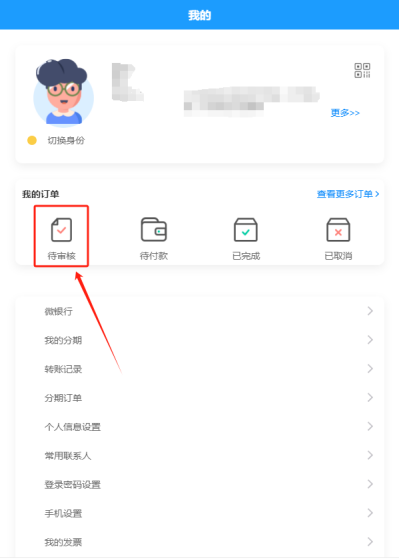 我的
更多>>
切换身份
我的订单
查看更多订单 >
待审核 待付款 已完成 已取消
微银行
我的分期
转账记录
分期订单
个人信息设置
常用联系人
登录密码设置
手机设置
我的发票